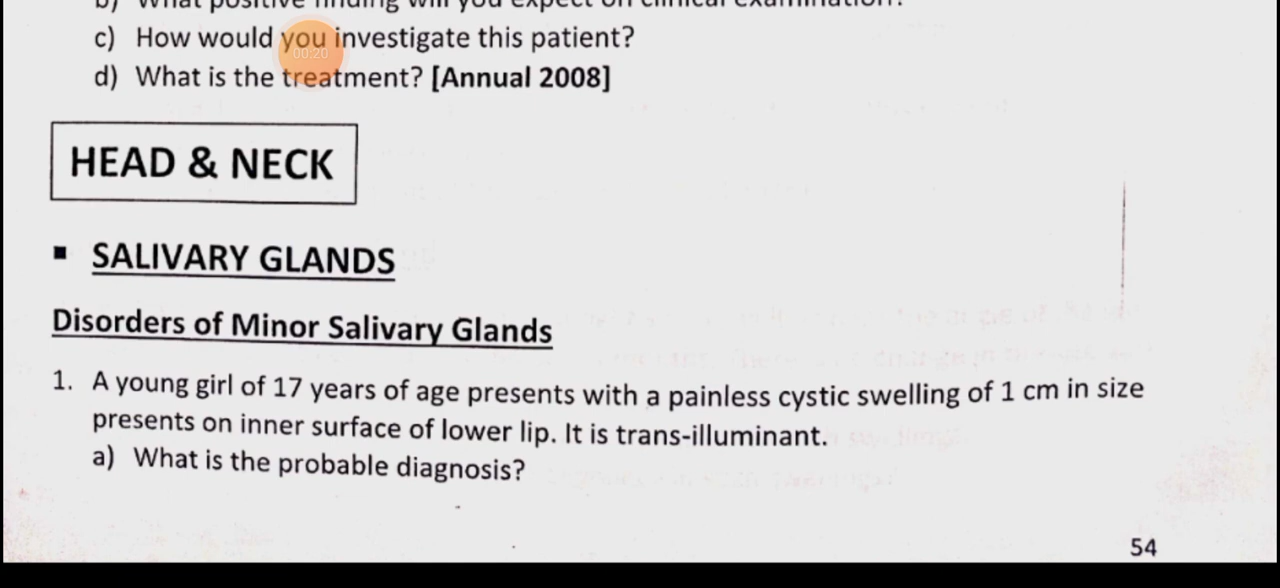 c) How would you investigate this patient?
00:20
d) What is the treatment? [Annual 2008]
HEAD & NECK
▪ SALIVARY GLANDS
Disorders of Minor Salivary Glands
1. A young girl of 17 years of age presents with a painless cystic swelling of 1 cm in size
presents on inner surface of lower lip. It is trans-illuminant.
a) What is the probable diagnosis?
54